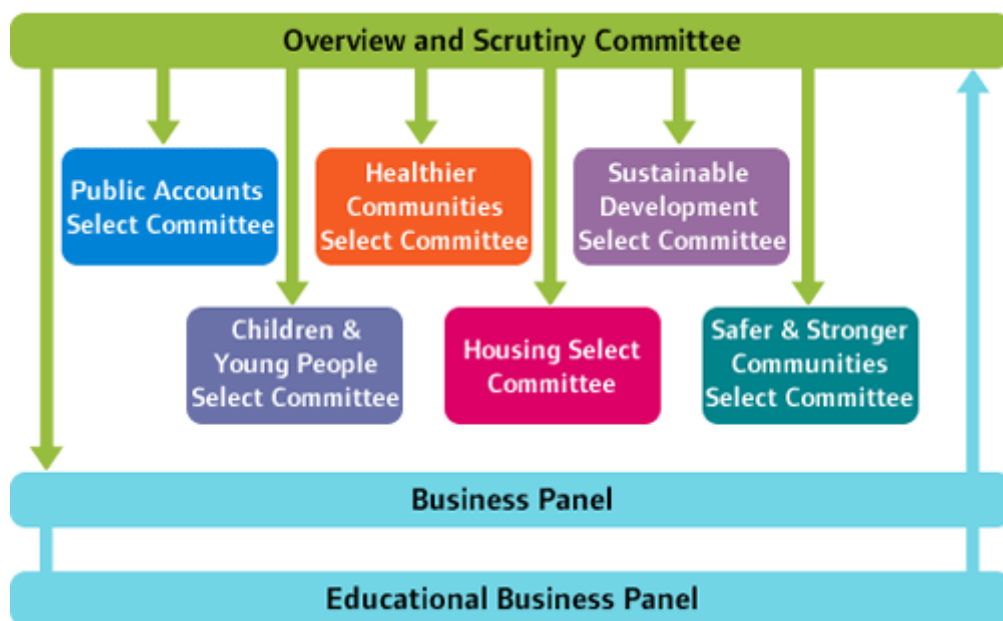 Overview and Scrutiny Committee
Public Accounts
Select Committee
Healthier
Communities
Select Committee
Sustainable
Development
Select Committee
Children &
Young People
Select Committee
Housing Select
Committee
Safer & Stronger
Communities
Select Committee
Business Panel
Educational Business Panel